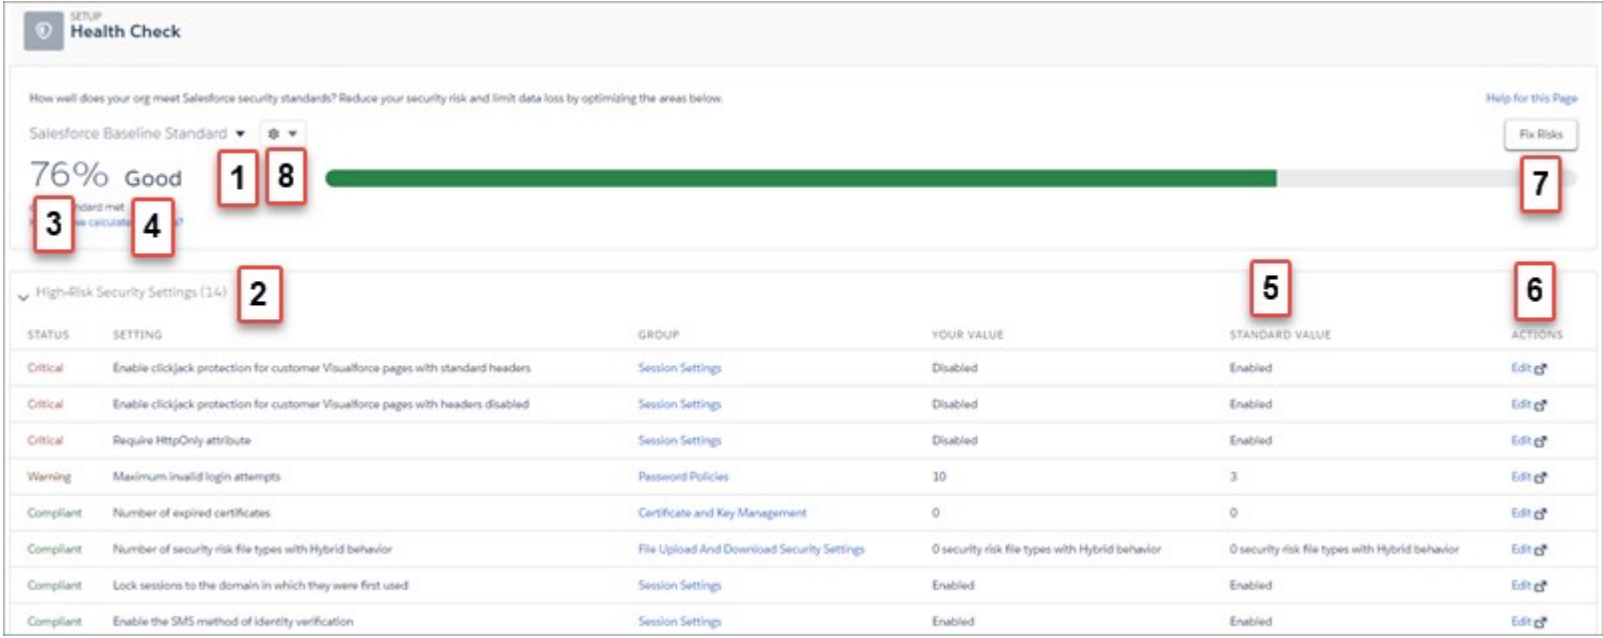 SETUP
Health Check
How well does your org meet Salesforce security standards? Reduce your security risk and limit data loss by optimizing the areas below.
Help for this Page
Salesforce Baseline Standard
Fix Risks
76% Good
1 8 7
met
3 we calculate 4
High-Risk Security Settings (14) 2 5 6
STATUS SETTING GROUP YOUR VALUE STANDARD VALUE ACTIONS
Critical Enable clickjack protection for customer Visualforce pages with standard headers Session Settings Disabled Enabled Edit
Critical Enable clickjack protection for customer Visualforce pages with headers disabled Session Settings Disabled Enabled Edit
Critical Require HttpOnly attribute Session Settings Disabled Enabled Edit
Warning Maximum invalid login attempts Password Policies 10 3 Edit
Compliant Number of expired certificates Certificate and Key Management 0 0 Edit
Compliant Number of security risk file types with Hybrid behavior File Upload And Download Security Settings 0 security risk file types with Hybrid behavior 0 security risk file types with Hybrid behavior Edit
Compliant Lock sessions to the domain in which they were first used Session Settings Enabled Enabled Edit
Compliant Enable the SMS method of identity verification Session Settings Enabled Enabled Edit